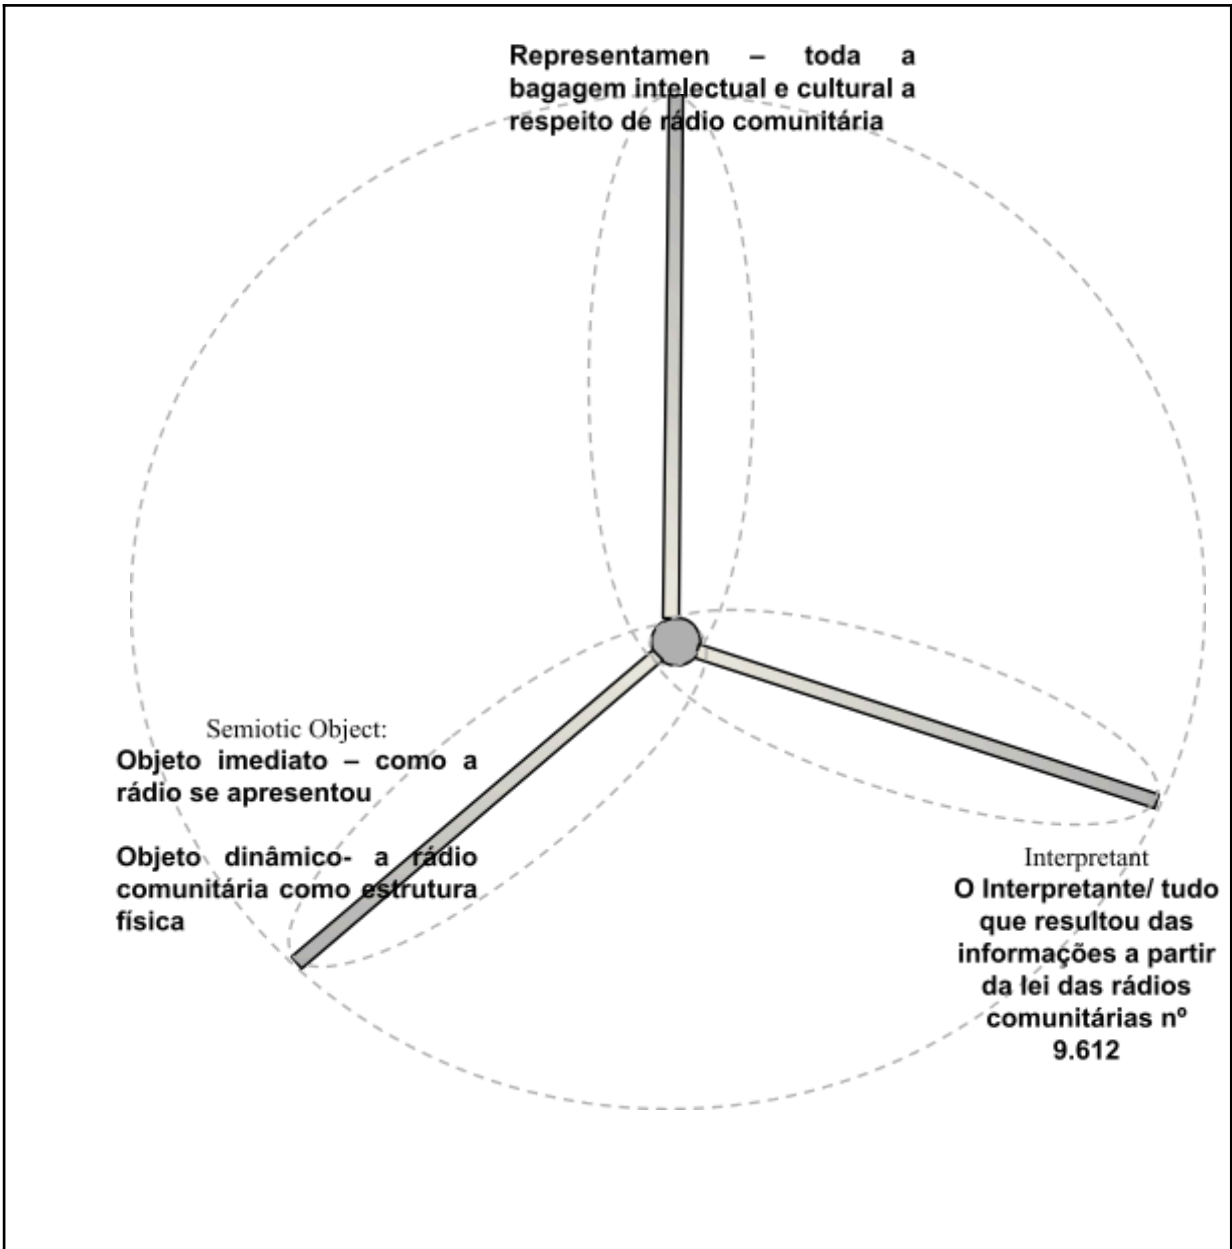 Representamen – toda a
bagagem intelectual e cultural a
respeito de rádio comunitária
Semiotic Object:
Objeto imediato – como a
rádio se apresentou
Objeto dinâmico- a rádio
comunitária como estrutura
física
Interpretant
O Interpretante/ tudo
que resultou das
informações a partir
da lei das rádios
comunitárias nº
9.612